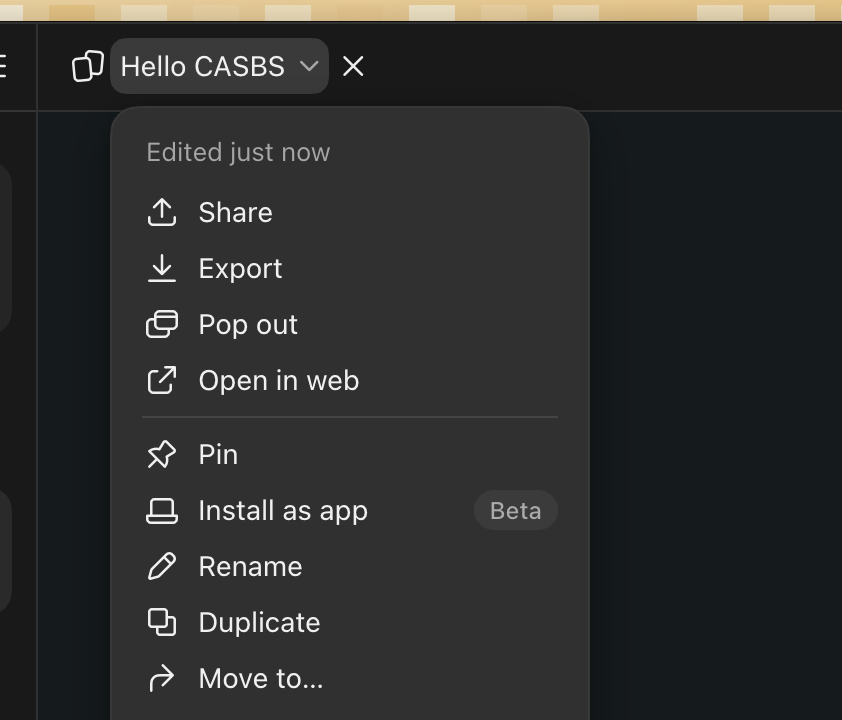 Hello CASBS
Edited just now
Share
Export
Pop out
Open in web
Pin
Install as app Beta
Rename
Duplicate
Move to...